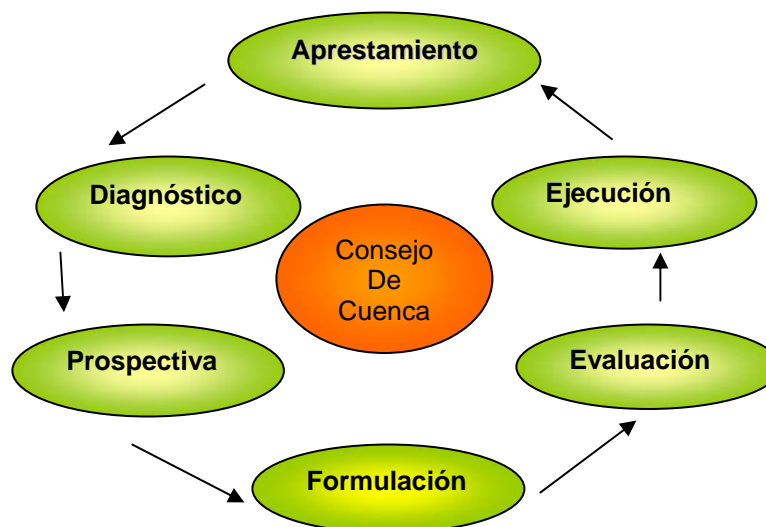 Aprestamiento
Diagnóstico
Ejecución
Consejo
De
Cuenca
Prospectiva
Evaluación
Formulación